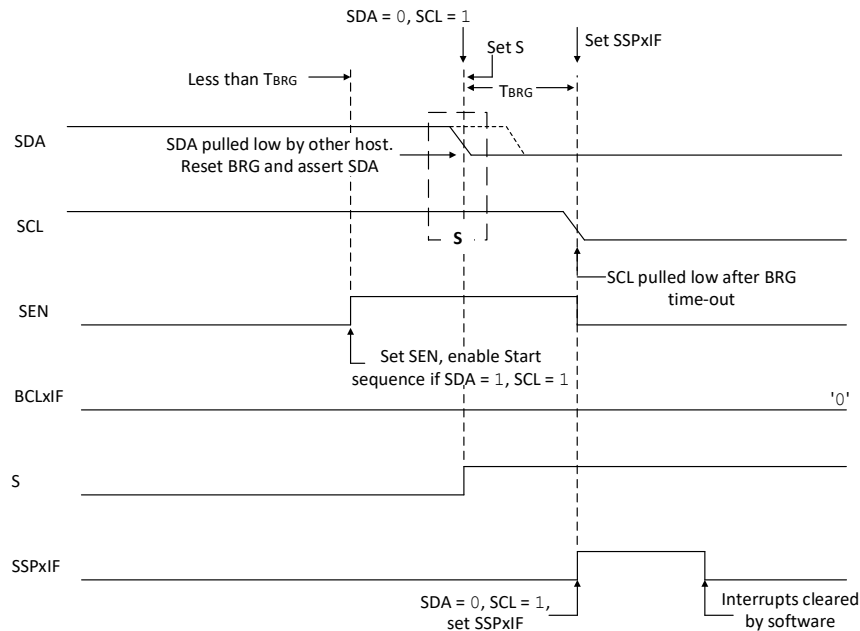 SDA = 0, SCL = 1
Set S
Set SSPxIF
Less than TBRG
TBRG
SDA
SDA pulled low by other host.
Reset BRG and assert SDA
SCL
S
SCL pulled low after BRG
time-out
SEN
Set SEN, enable Start
sequence if SDA = 1, SCL = 1
BCLxIF
'0'
S
SSPxIF
SDA = 0, SCL = 1,
set SSPxIF
Interrupts cleared
by software